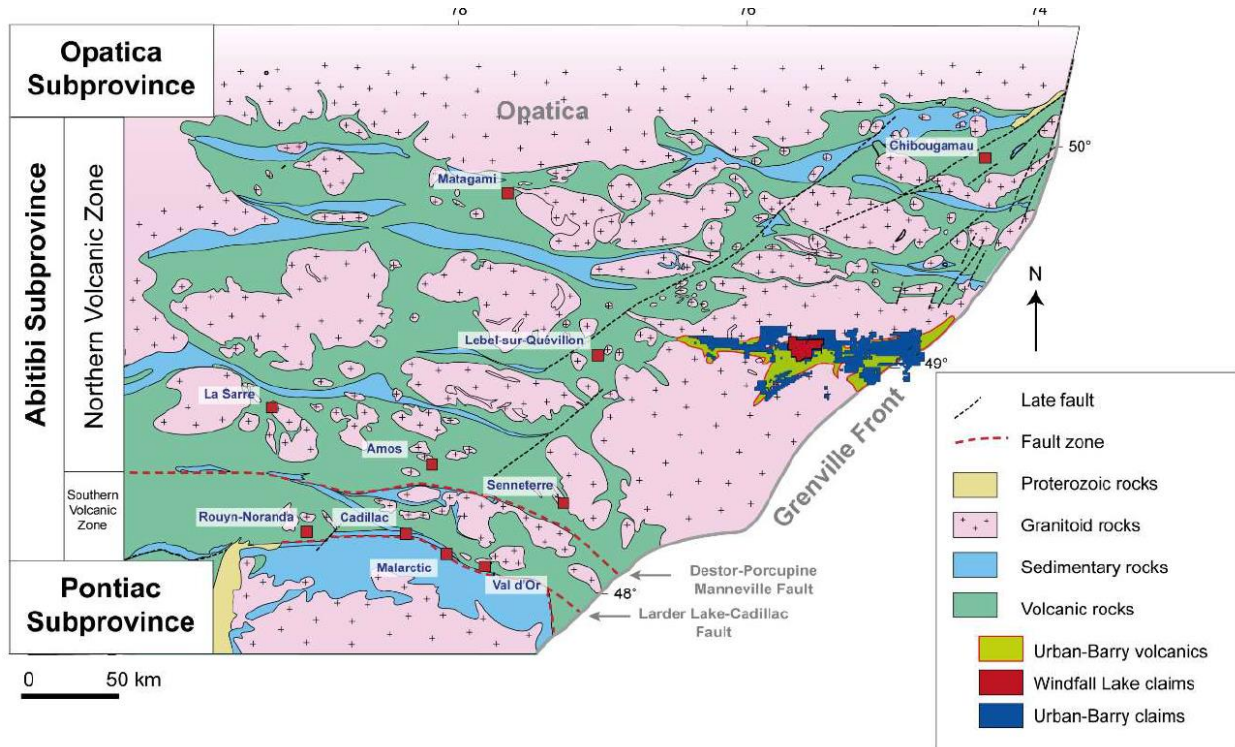 78
76
74
Opatica
Subprovince
Opatica
Chibougamau
50°
Matagami
Abitibi Subprovince
Northern Volcanic Zone
N
Lebel-sur-Quévillon
49°
La Sarre
Amos
Grenville Front
Senneterre
Southern
Volcanic
Zone
Rouyn-Noranda
Cadillac
Malarctic
Val d'Or
Destor-Porcupine
Manneville Fault
48°
Larder Lake-Cadillac
Fault
Pontiac
Subprovince
0 50 km
Late fault
Fault zone
Proterozoic rocks
Granitoid rocks
Sedimentary rocks
Volcanic rocks
Urban-Barry volcanics
Windfall Lake claims
Urban-Barry claims